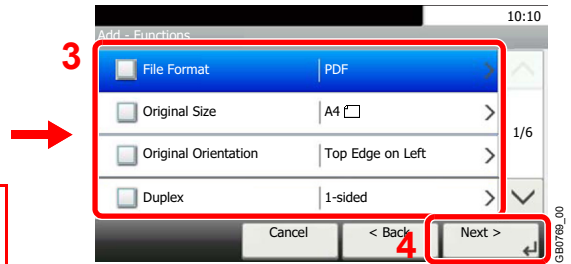 10:10
Add - Functions
3
File Format PDF
Original Size A4
1/6
Original Orientation Top Edge on Left
Duplex 1-sided
Cancel < Back Next >
4
GB0769_00